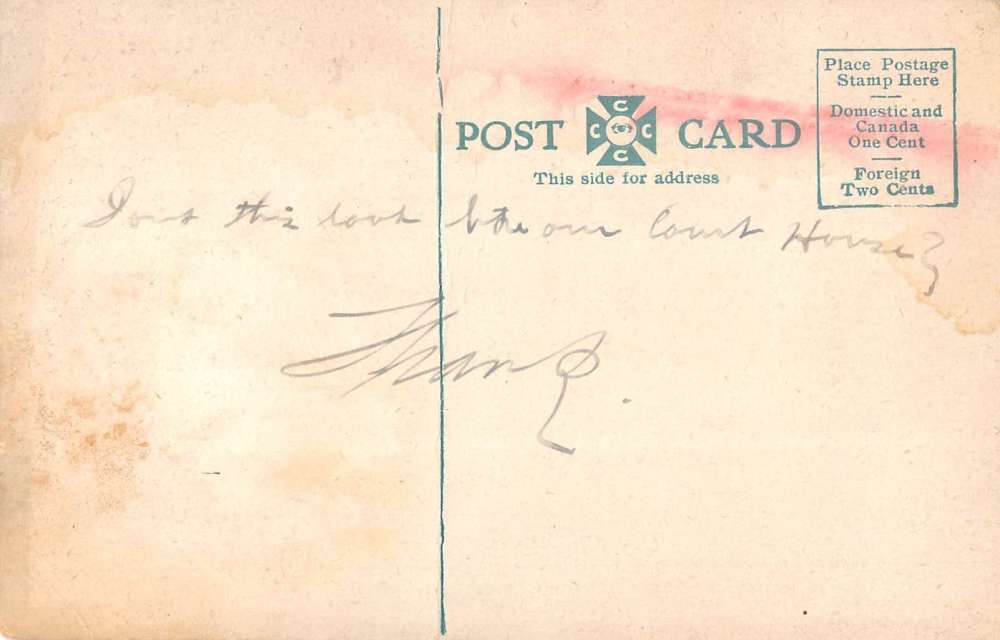 POST CARD
C
C C
C
This side for address
Place Postage
Stamp Here
Domestic and
Canada
One Cent
Foreign
Two Cents
Dont this look like our Court House?
Frank.